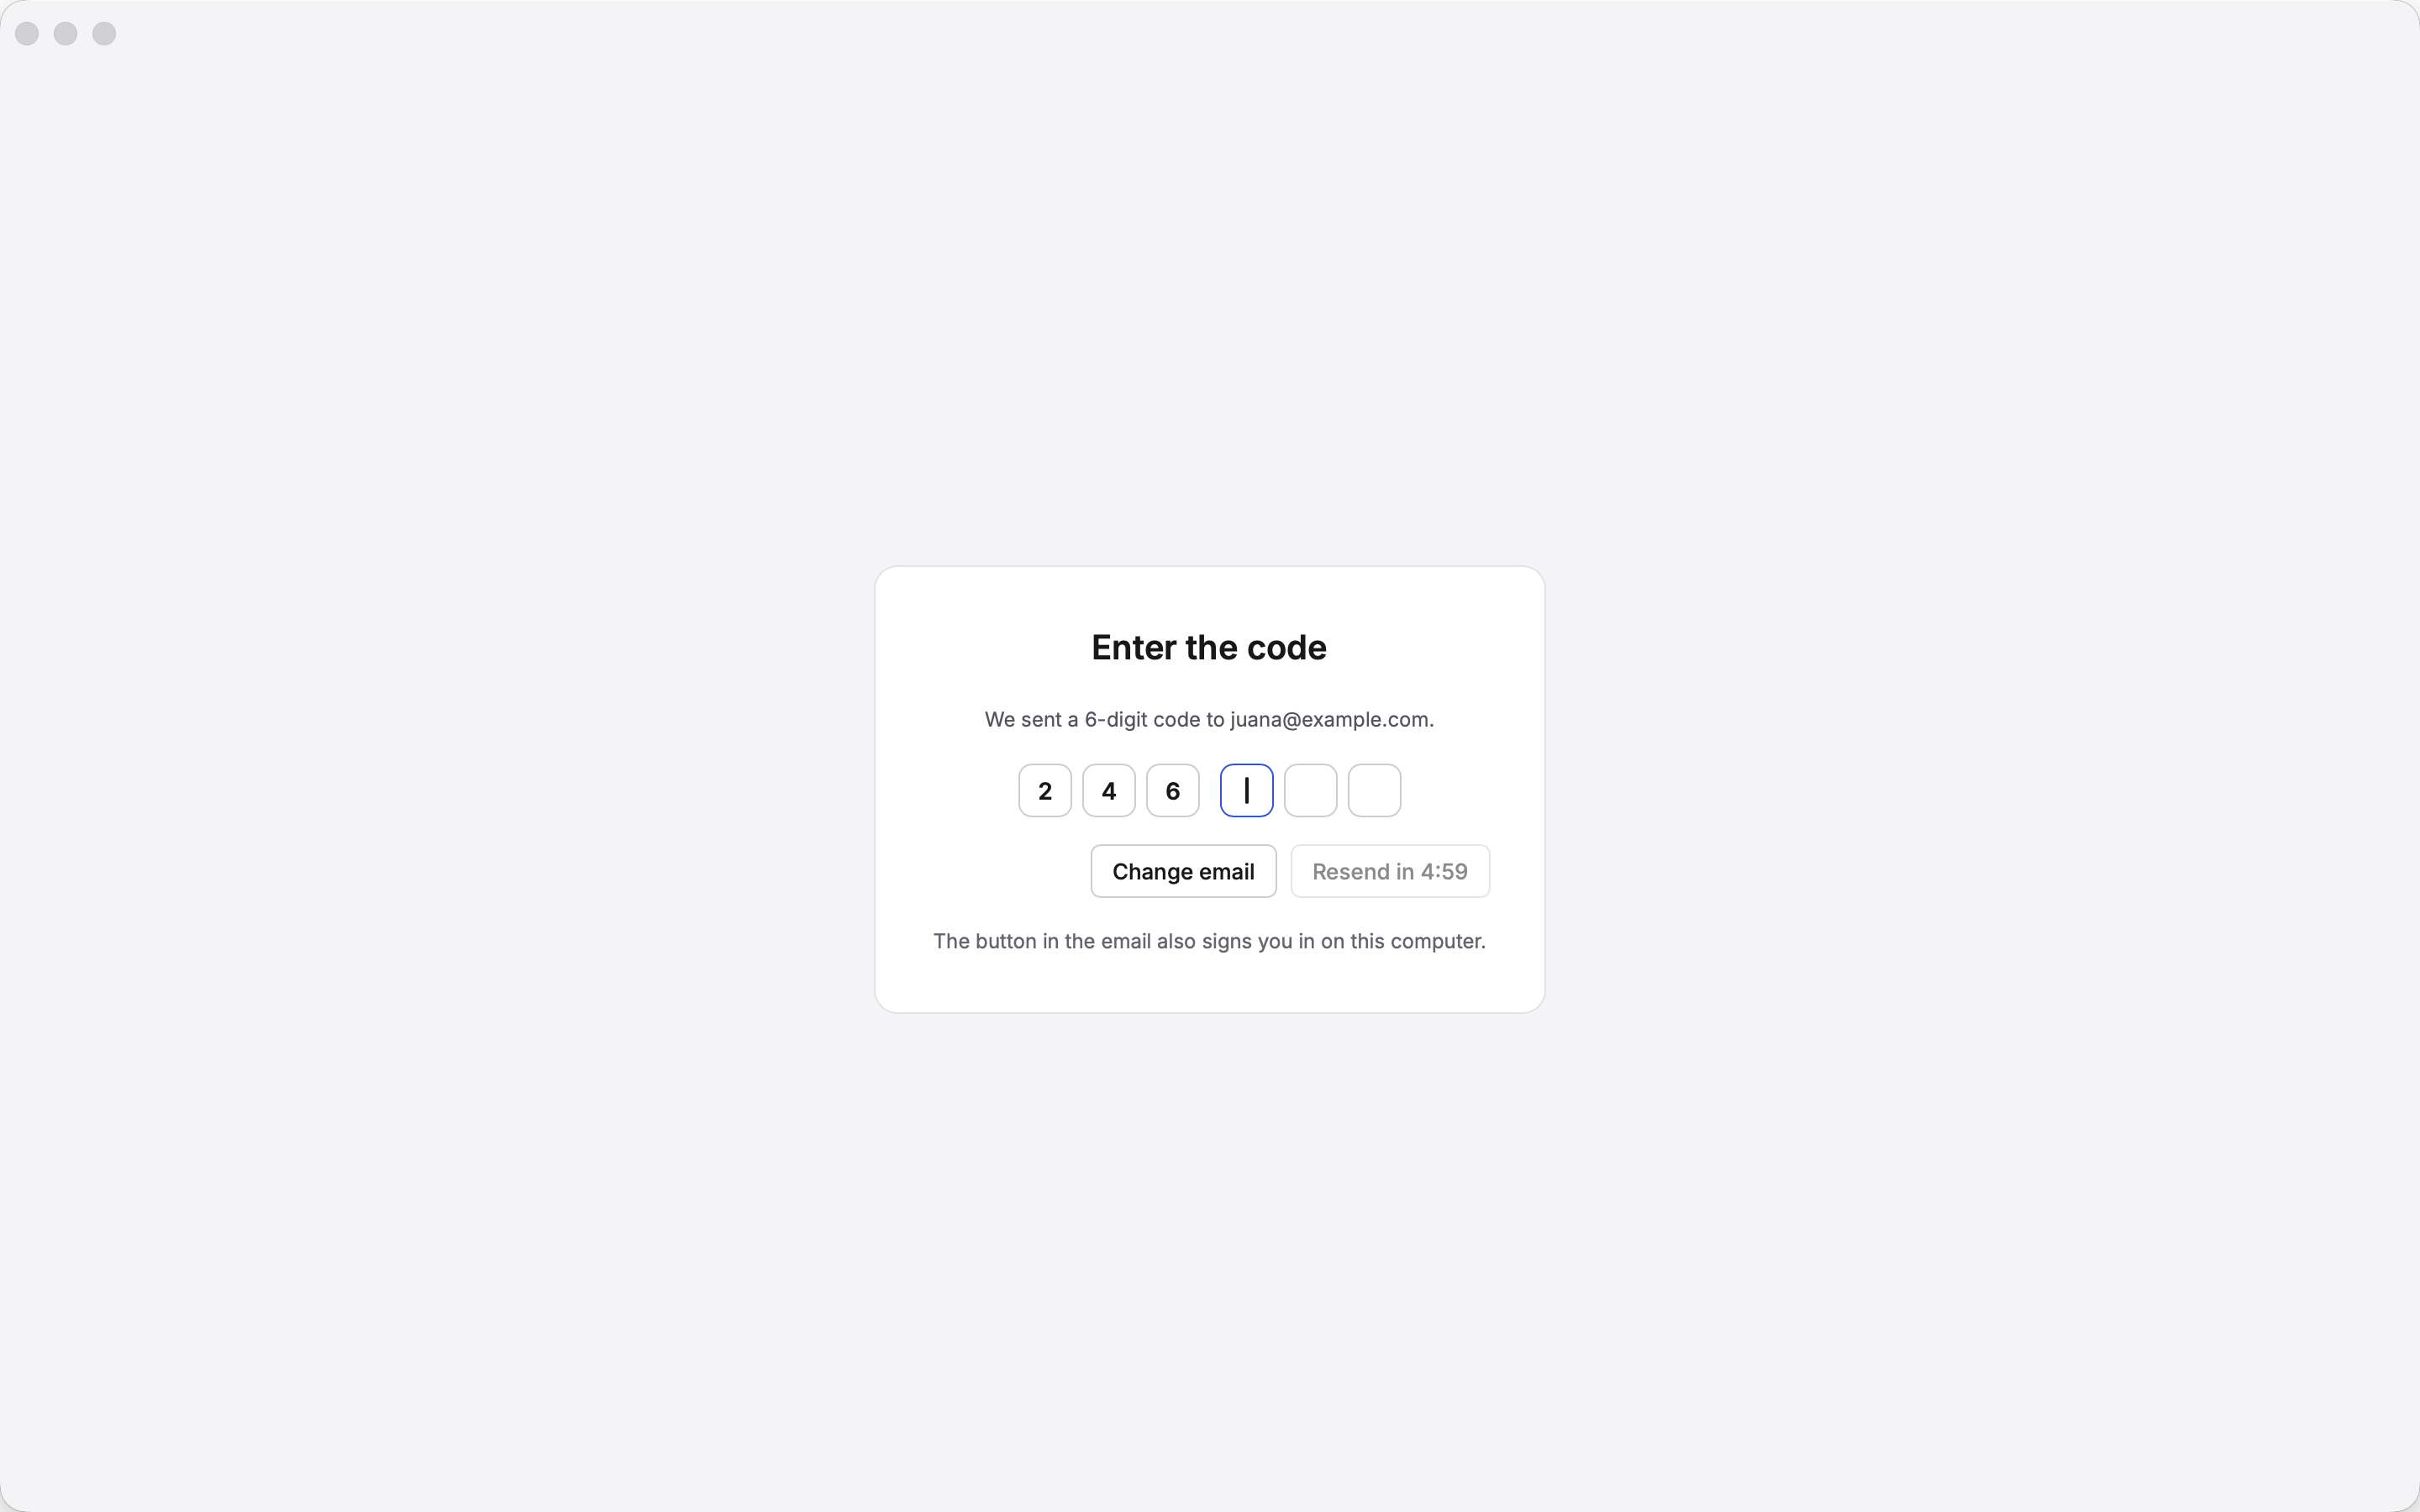 Enter the code
We sent a 6-digit code to juana@example.com.
2 4 6
Change email Resend in 4:59
The button in the email also signs you in on this computer.